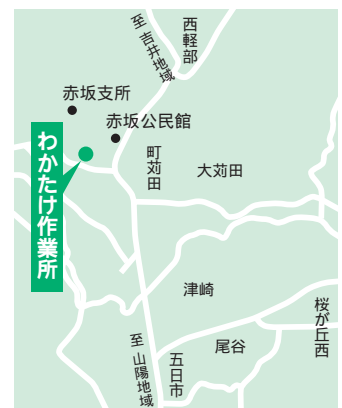 至 吉井地域
西軽部
赤坂支所
赤坂公民館
わかたけ作業所
町苅田
大苅田
津崎
桜が丘西
尾谷
至 山陽地域
五日市